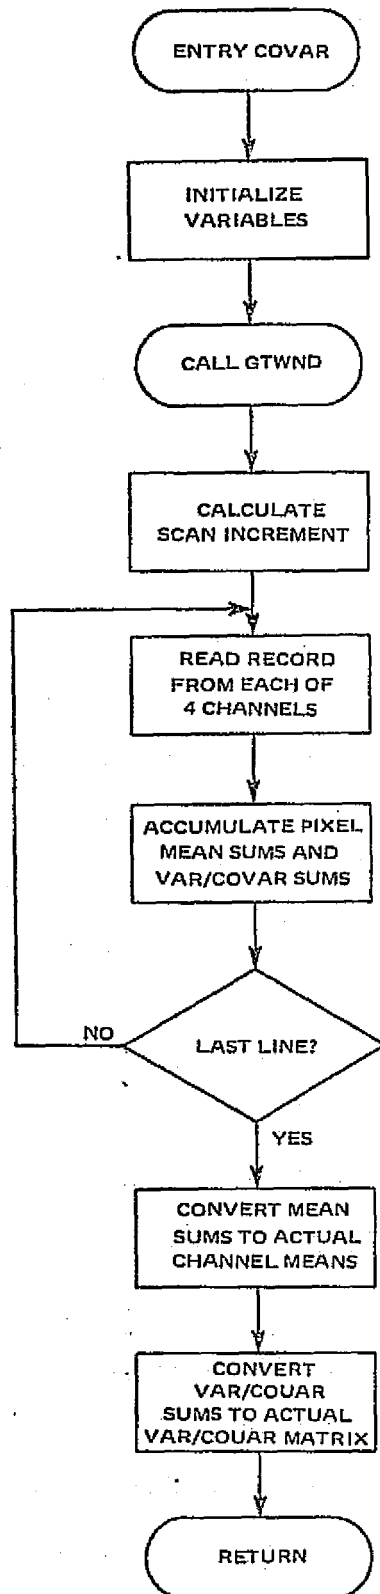 ENTRY COVAR
INITIALIZE
VARIABLES
CALL GTWND
CALCULATE
SCAN INCREMENT
READ RECORD
FROM EACH OF
4 CHANNELS
ACCUMULATE PIXEL
MEAN SUMS AND
VAR/COVAR SUMS
NO
LAST LINE?
YES
CONVERT MEAN
SUMS TO ACTUAL
CHANNEL MEANS
CONVERT
VAR/COUAR
SUMS TO ACTUAL
VAR/COUAR MATRIX
RETURN